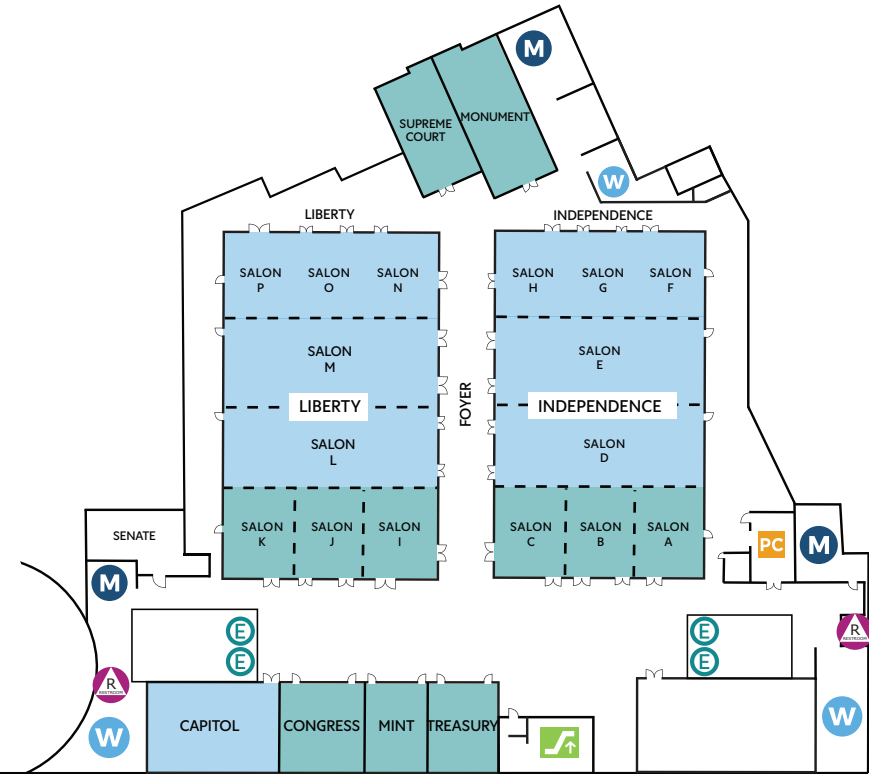 M
SUPREME
COURT
MONUMENT
W
LIBERTY
INDEPENDENCE
SALON
P
SALON
O
SALON
N
SALON
H
SALON
G
SALON
F
SALON
M
SALON
E
LIBERTY
FOYER
INDEPENDENCE
SALON
L
SALON
D
SALON
K
SALON
J
SALON
I
SALON
C
SALON
B
SALON
A
SENATE
PC
M
M
E
E
E
E
R
RESTROOM
R
RESTROOM
W
W
CAPITOL
CONGRESS
MINT
TREASURY